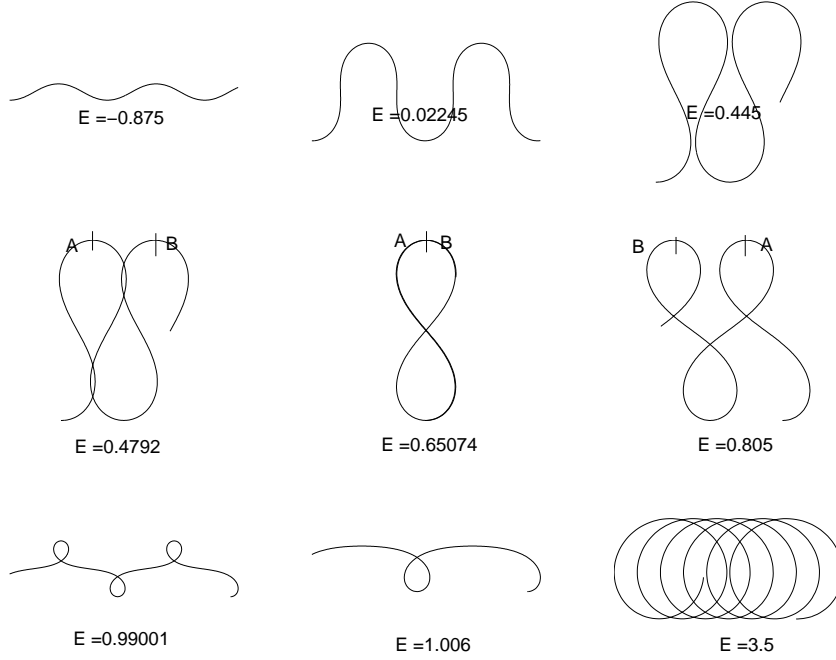 E =−0.875
E =0.02245
E =0.445
A B
A B
B A
E =0.4792
E =0.65074
E =0.805
E =0.99001
E =1.006
E =3.5